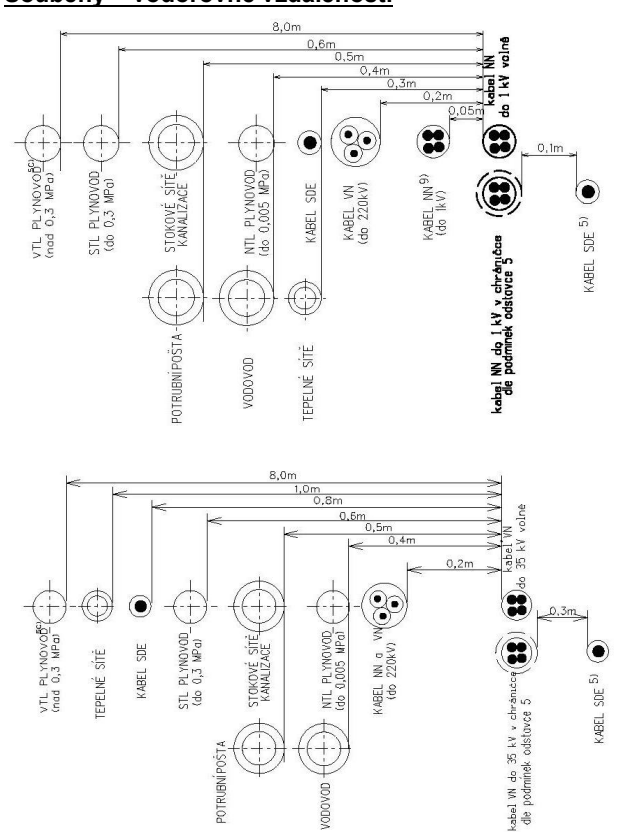 Souběhy – vodorovné vzdálenosti
8,0m
0,6m
0,5m
0,4m
0,3m
0,2m
0,05m
kabel NN
do 1 kV volně
0,1m
VTL PLYNOVOD
(nad 0,3 MPa)
STL PLYNOVOD
(do 0,3 MPa)
STOKOVÉ SÍTĚ
KANALIZACE
NTL PLYNOVOD
(do 0,005 MPa)
KABEL SDE
KABEL VN
(do 220kV)
KABEL NN 9)
(do 1kV)
KABEL SDE 5)
POTRUBNÍ POŠTA
VODOVOD
TEPELNÉ SÍTĚ
kabel NN do 1 kV v chráničce
dle podmínek odstavce 5
8,0m
1,0m
0,8m
0,6m
0,5m
0,4m
0,2m
kabel VN
do 35 kV volně
0,3m
VTL PLYNOVOD
(nad 0,3 MPa)
TEPELNÉ SÍTĚ
KABEL SDE
STL PLYNOVOD
(do 0,3 MPa)
STOKOVÉ SÍTĚ
KANALIZACE
NTL PLYNOVOD
(do 0,005 MPa)
KABEL NN a VN
(do 220kV)
KABEL SDE 5)
POTRUBNÍ POŠTA
VODOVOD
kabel VN do 35 kV v chráničce
dle podmínek odstavce 5